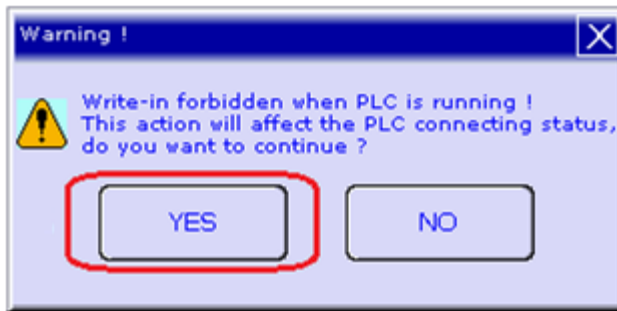 Warning !
Write-in forbidden when PLC is running !
This action will affect the PLC connecting status,
do you want to continue ?
YES NO